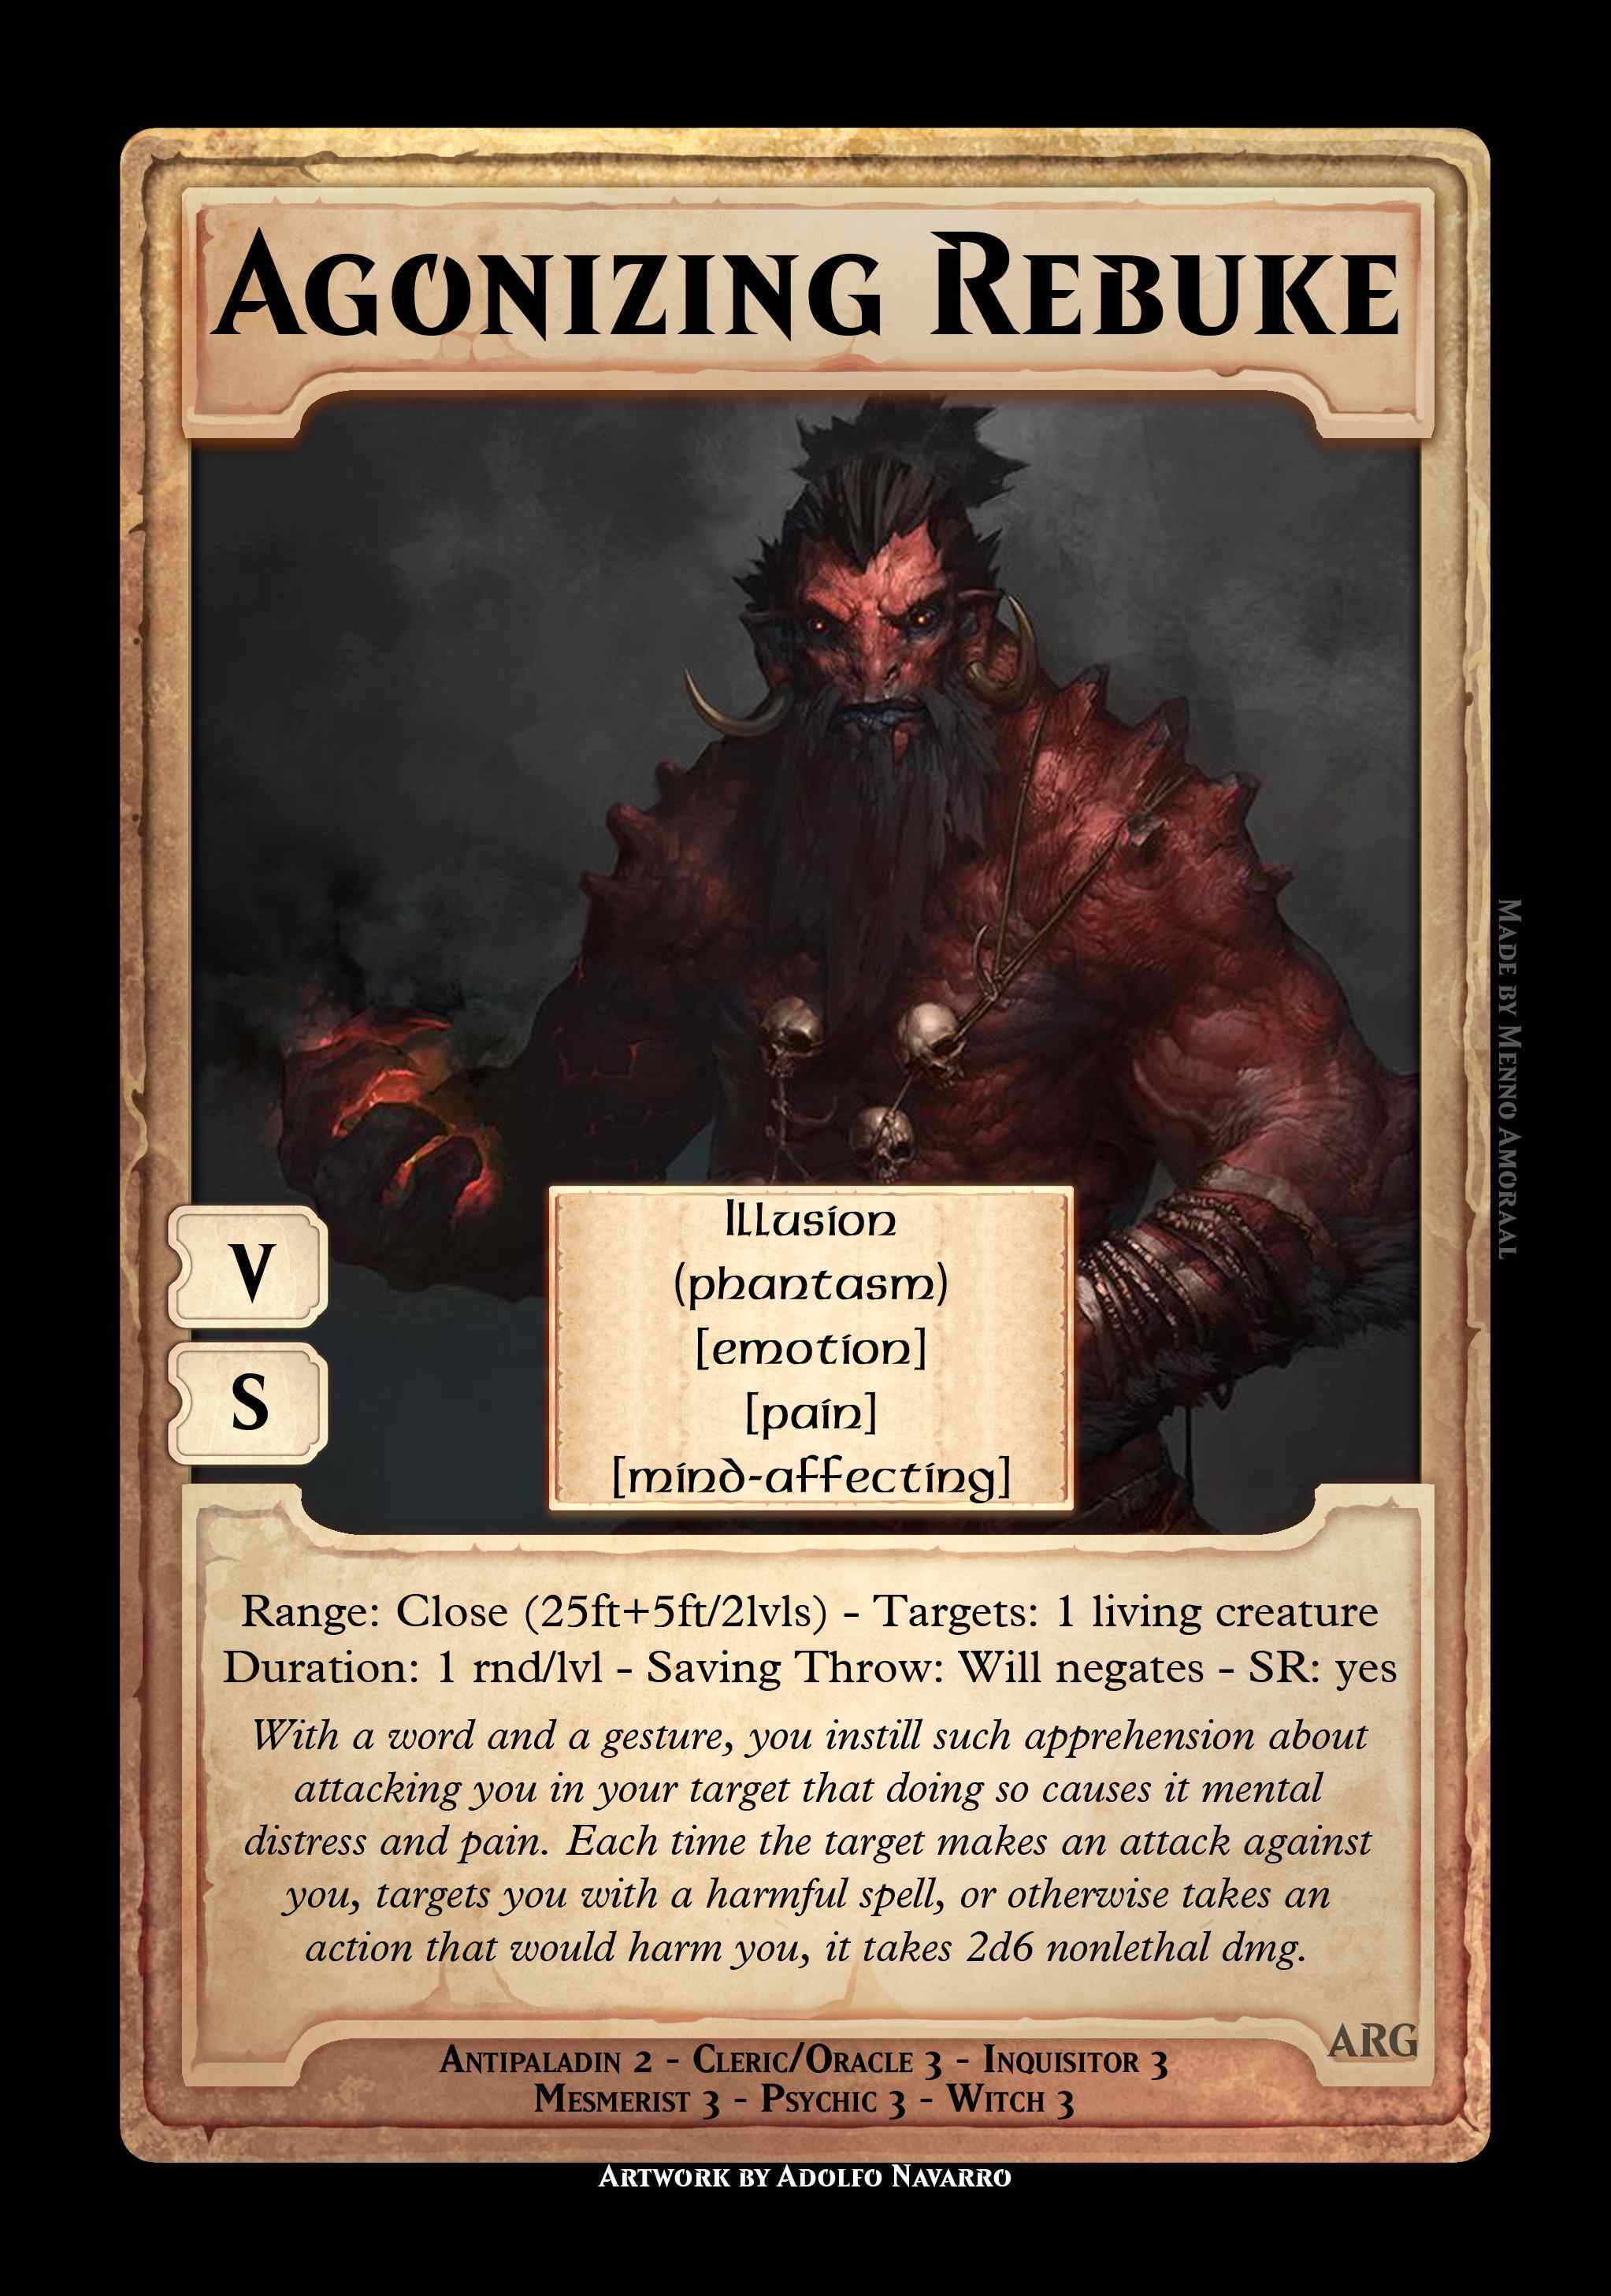 Agonizing Rebuke
Made by Menno Amoraal
V
S
Illusion
(phantasm)
[emotion]
[pain]
[mind-affecting]
Range: Close (25ft+5ft/2lvls) - Targets: 1 living creature
Duration: 1 rnd/lvl - Saving Throw: Will negates - SR: yes
With a word and a gesture, you instill such apprehension about
attacking you in your target that doing so causes it mental
distress and pain. Each time the target makes an attack against
you, targets you with a harmful spell, or otherwise takes an
action that would harm you, it takes 2d6 nonlethal dmg.
ARG
Antipaladin 2 - Cleric/Oracle 3 - Inquisitor 3
Mesmerist 3 - Psychic 3 - Witch 3
Artwork by Adolfo Navarro